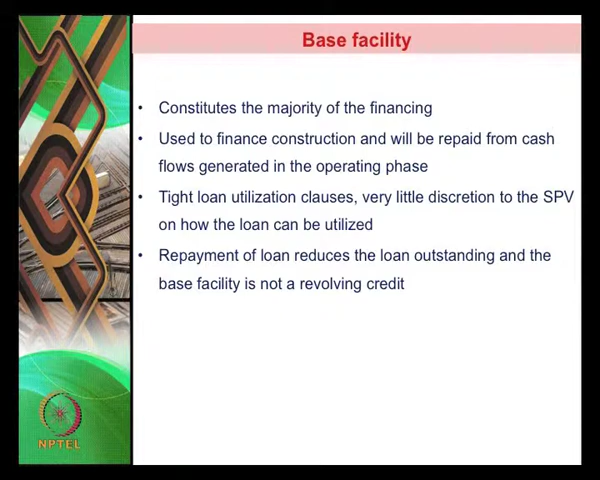 Base facility
• Constitutes the majority of the financing
• Used to finance construction and will be repaid from cash
flows generated in the operating phase
• Tight loan utilization clauses, very little discretion to the SPV
on how the loan can be utilized
• Repayment of loan reduces the loan outstanding and the
base facility is not a revolving credit
NPTEL